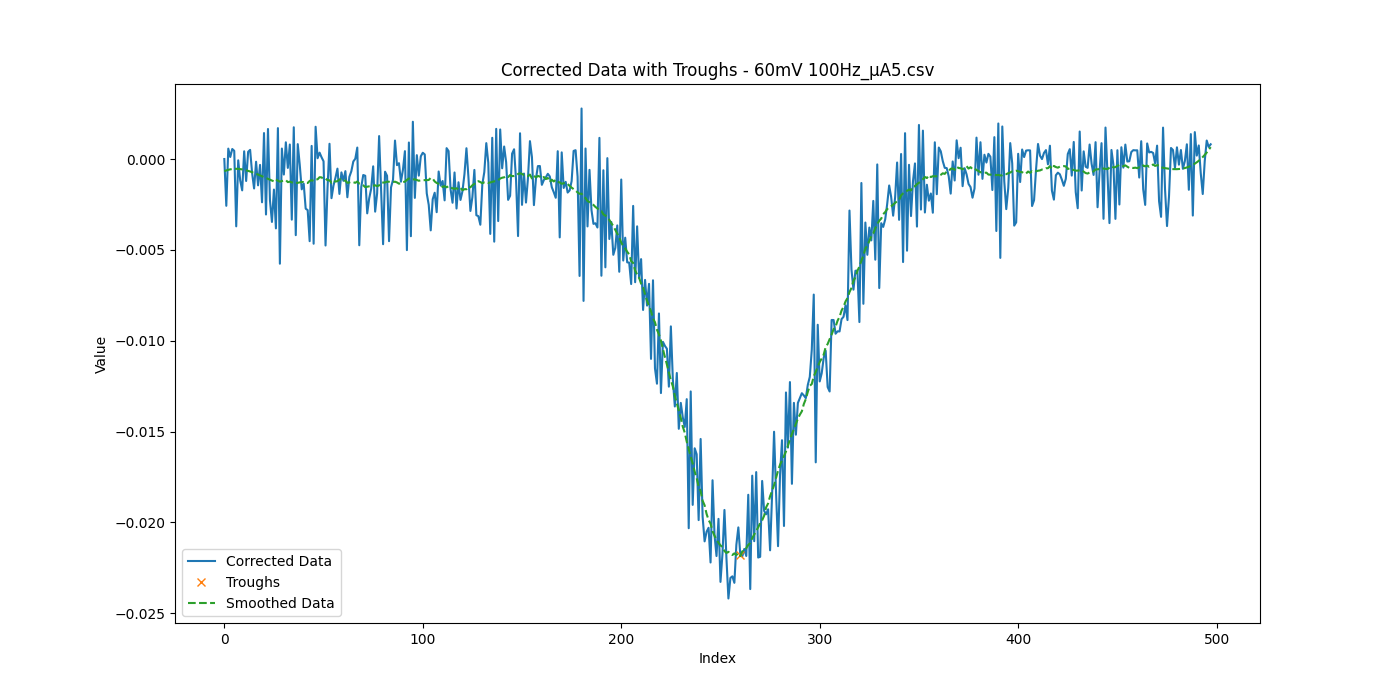 Corrected Data with Troughs - 60mV 100Hz_μA5.csv
0.000
−0.005
−0.010
−0.015
−0.020
−0.025
Value
Corrected Data
Troughs
Smoothed Data
0 100 200 300 400 500
Index